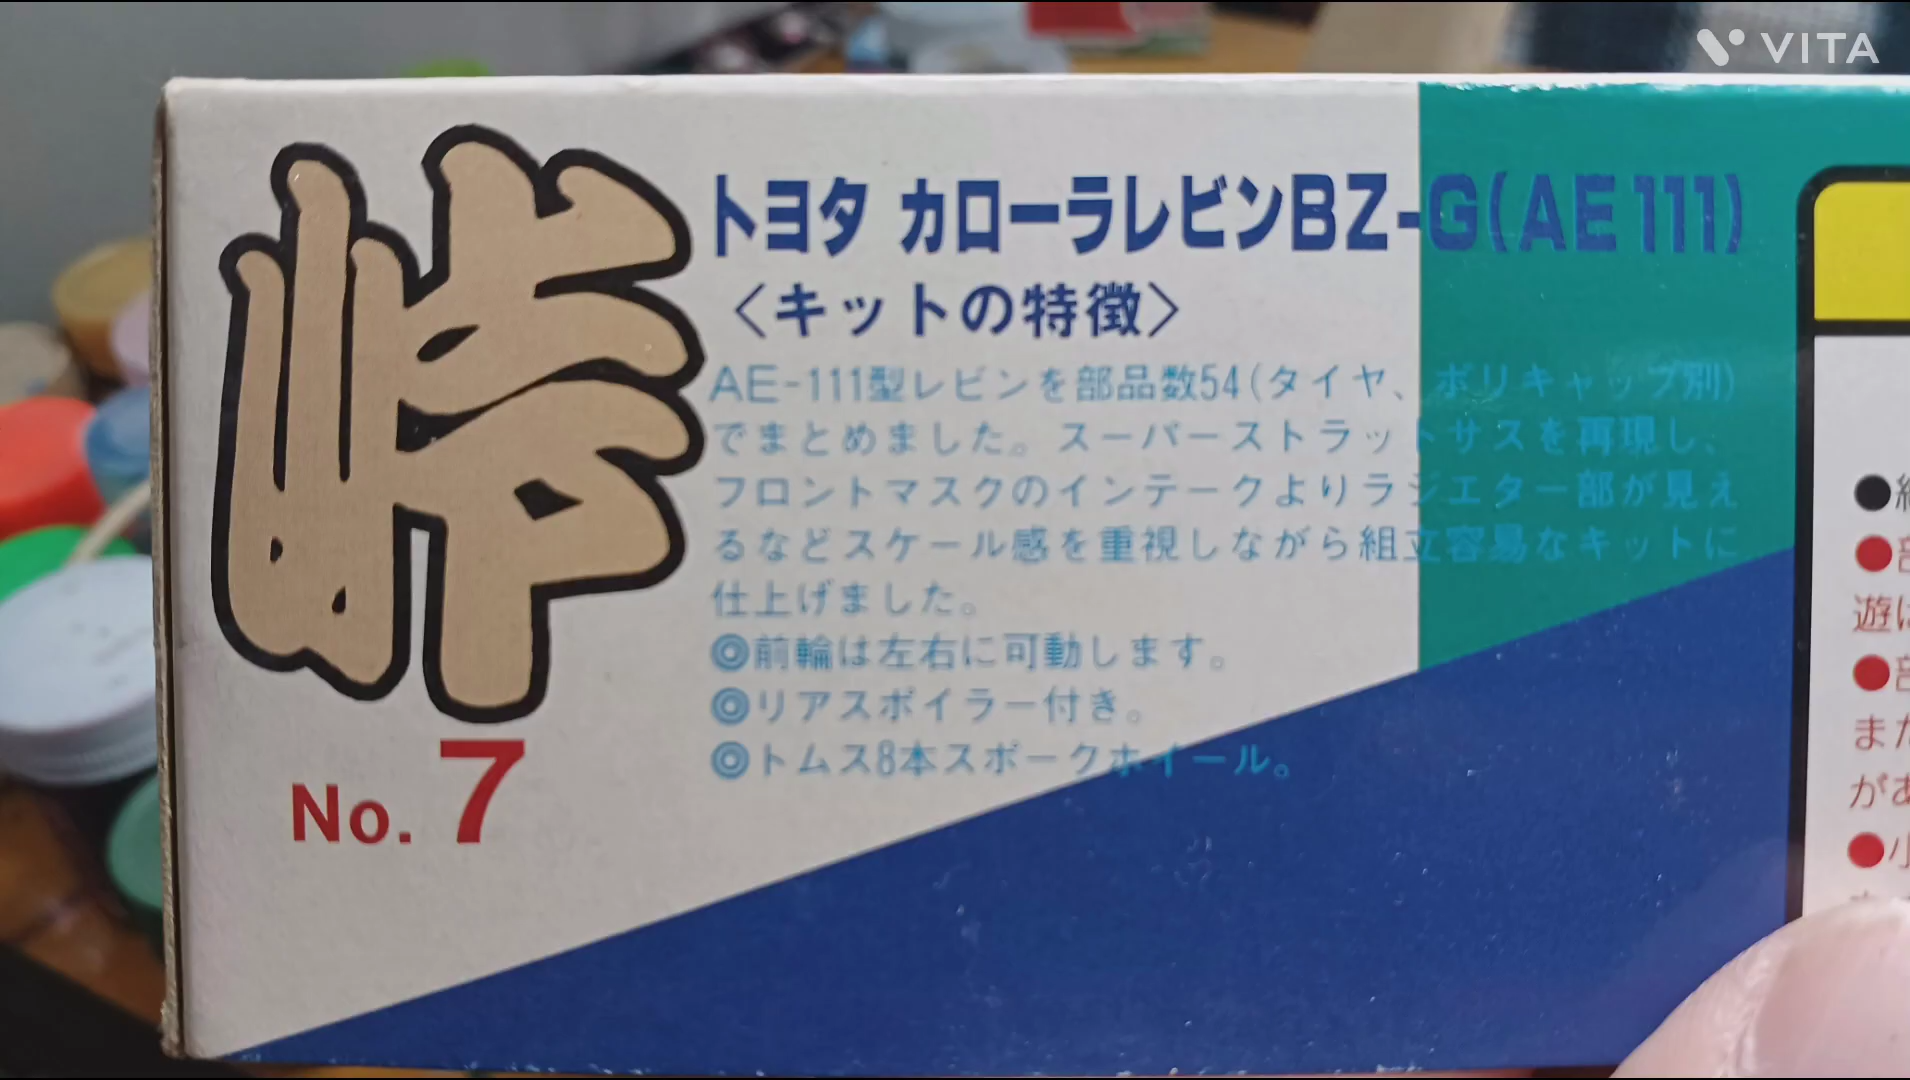 VITA
峠
No. 7
トヨタ カローラレビンBZ-G(AE111)
〈キットの特徴〉
AE-111型レビンを部品数54(タイヤ、ポリキャップ別)
でまとめました。スーパーストラットサスを再現し、
フロントマスクのインテークよりラジエター部が見え
るなどスケール感を重視しながら組立容易なキットに
仕上げました。
◎前輪は左右に可動します。
◎リアスポイラー付き。
◎トムス8本スポークホイール。
●
●部
遊は
●部
また
があ
●小